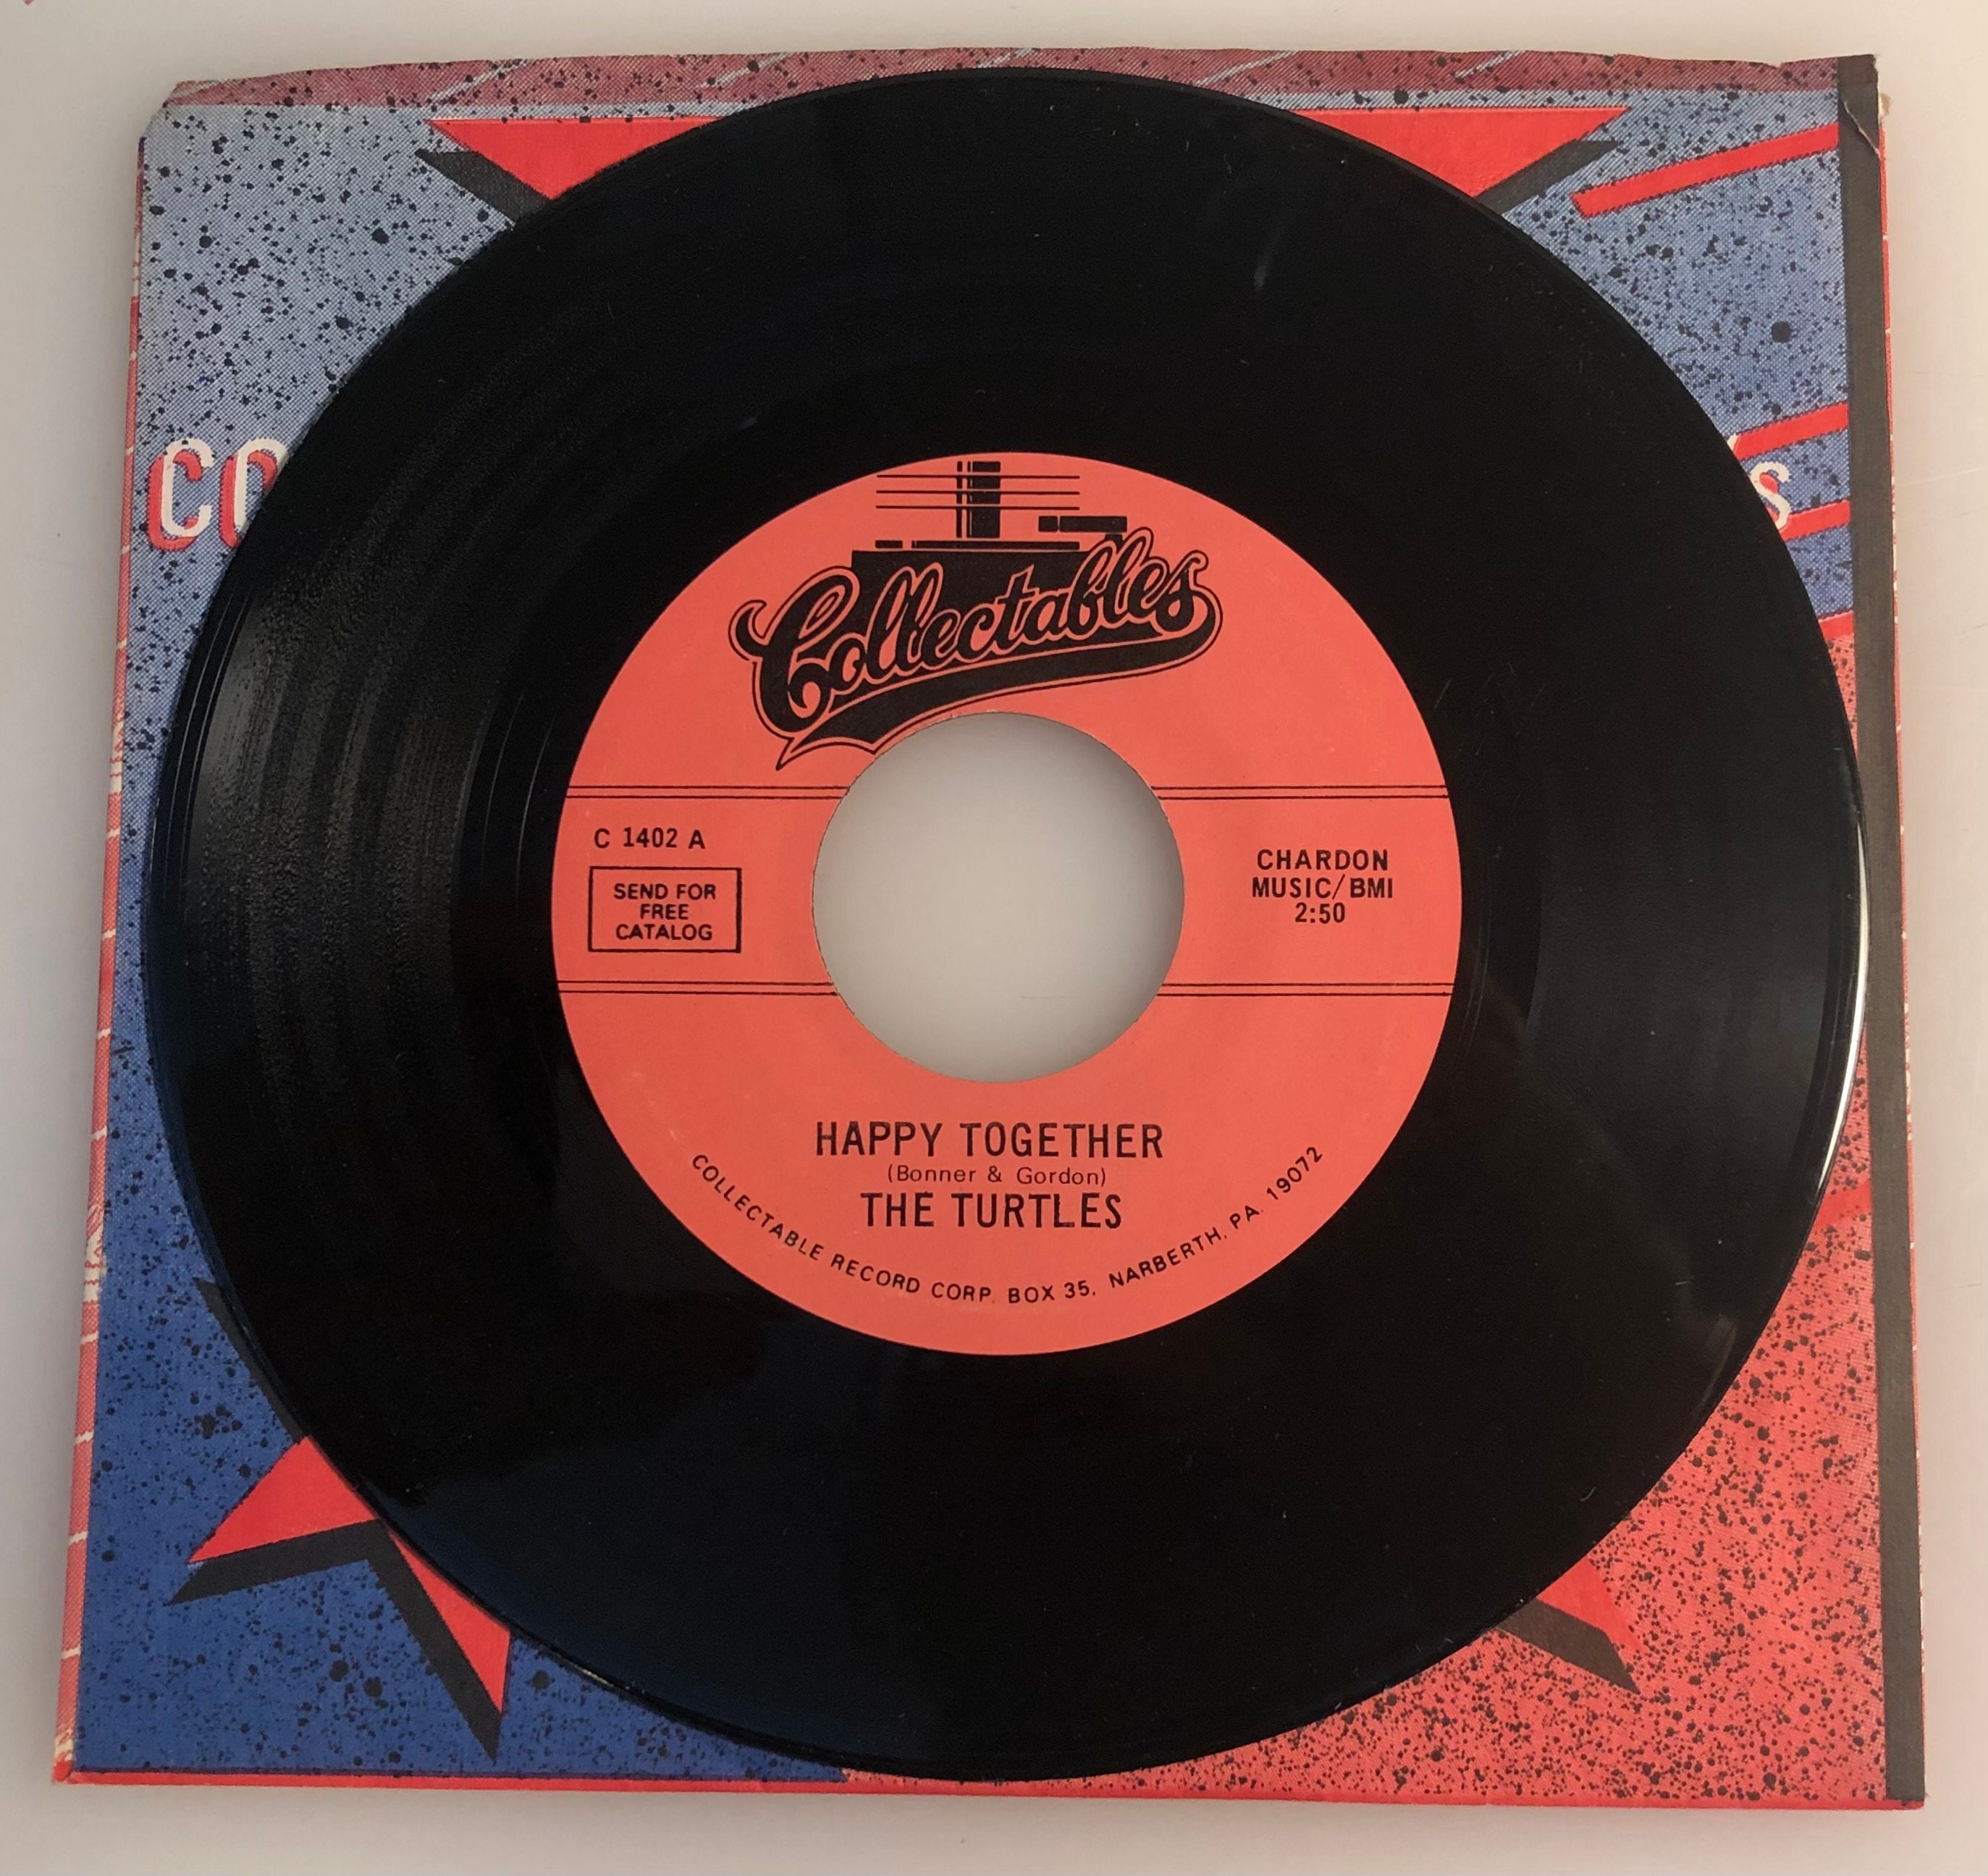 Collectables
C 1402 A
SEND FOR
FREE
CATALOG
CHARDON
MUSIC/BMI
2:50
HAPPY TOGETHER
(Bonner & Gordon)
THE TURTLES
COLLECTABLE RECORD CORP. BOX 35, NARBERTH, PA. 19072